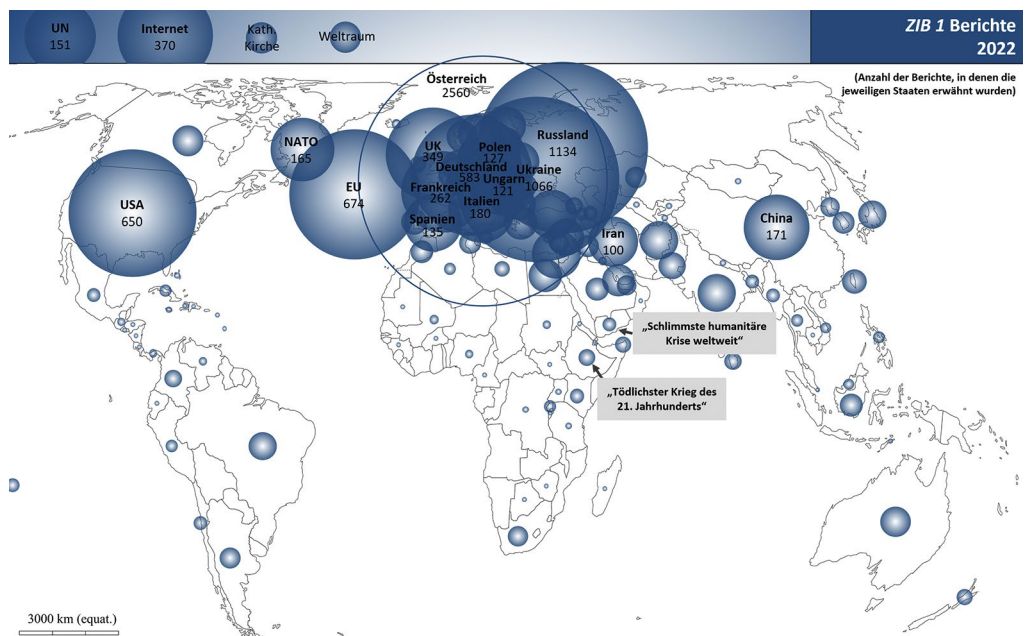 UN
151
Internet
370
Kath.
Kirche
Weltraum
ZIB 1 Berichte
2022
(Anzahl der Berichte, in denen die
jeweiligen Staaten erwähnt wurden)
Österreich
2560
NATO
165
UK
349
Polen
127
Russland
1134
Deutschland
583
Ukraine
1066
Ungarn
121
EU
674
Frankreich
262
Italien
180
Spanien
135
USA
650
Iran
100
China
171
„Schlimmste humanitäre
Krise weltweit“
„Tödlichster Krieg des
21. Jahrhunderts“
3000 km (equat.)